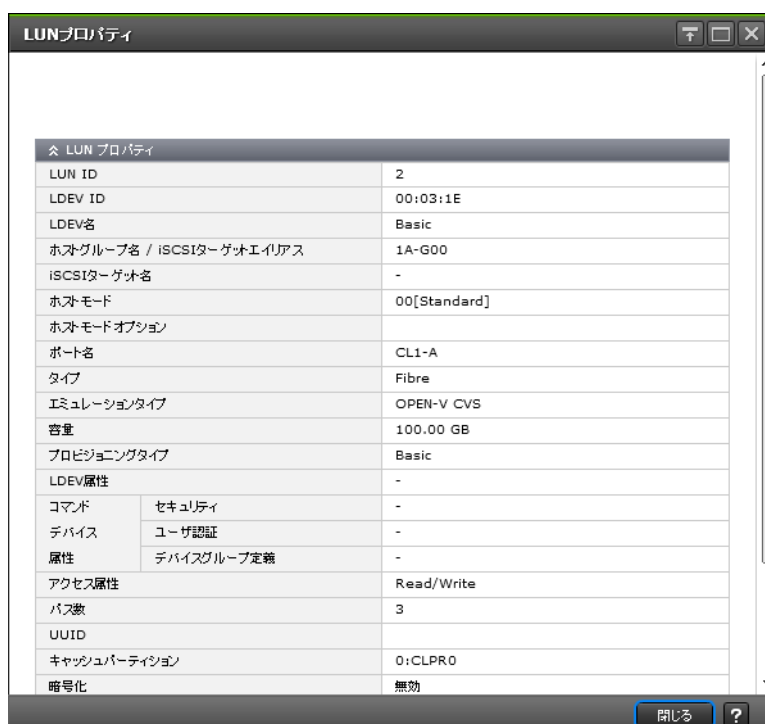 LUNプロパティ
LUN プロパティ
LUN ID 2
LDEV ID 00:03:1E
LDEV名 Basic
ホストグループ名 / iSCSIターゲットエイリアス 1A-G00
iSCSIターゲット名 -
ホストモード 00[Standard]
ホストモードオプション
ポート名 CL1-A
タイプ Fibre
エミュレーションタイプ OPEN-V CVS
容量 100.00 GB
プロビジョニングタイプ Basic
LDEV属性 -
コマンド セキュリティ -
デバイス ユーザ認証 -
属性 デバイスグループ定義 -
アクセス属性 Read/Write
パス数 3
UUID
キャッシュパーティション 0:CLPR0
暗号化 無効
閉じる ?